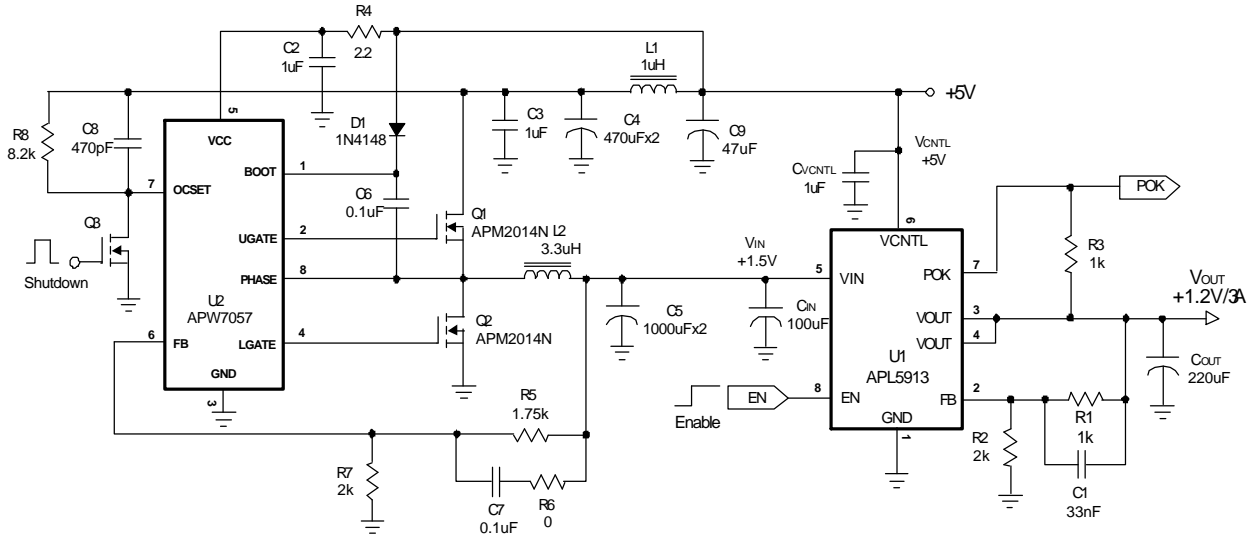 R4
2.2
C2
1uF
L1
1uH
+5V
R8
8.2k
C8
470pF
5
VCC
D1
1N4148
C3
1uF
C4
470uFx2
C9
47uF
VCNTL
+5V
CVCNTL
1uF
7
OCSET
BOOT
1
C6
0.1uF
POK
Q3
Shutdown
UGATE
2
Q1
APM2014N
L2
3.3uH
6
VCNTL
POK
7
R3
1k
PHASE
8
VIN
+1.5V
5
VIN
VOUT
+1.2V/3A
U2
APW7057
C5
1000uFx2
CIN
100uF
VOUT
3
VOUT
4
6
FB
LGATE
4
Q2
APM2014N
U1
APL5913
COUT
220uF
GND
3
Enable
EN
8
EN
FB
2
R5
1.75k
GND
1
R2
2k
R1
1k
R7
2k
C7
0.1uF
R6
0
C1
33nF